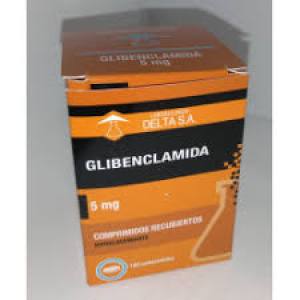 GLIBENCLAMIDA
5 mg
DELTA S.A.
GLIBENCLAMIDA
5 mg
COMPRIMIDOS RECUBIERTOS